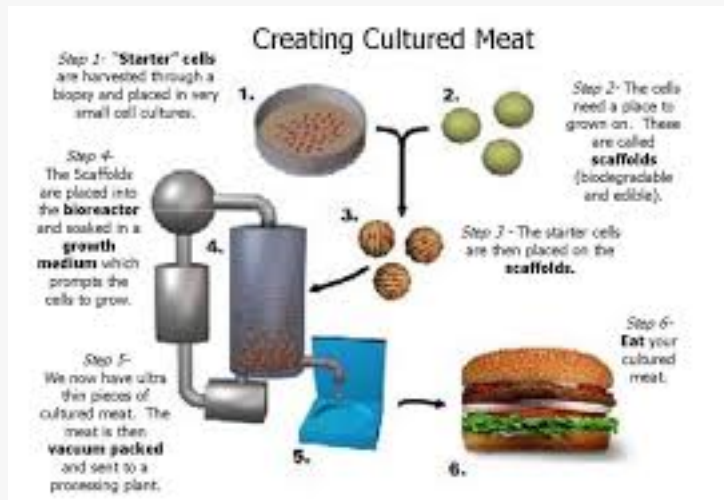 Creating Cultured Meat
Step 1- "Starter" cells
are harvested through a
biopsy and placed in very
small cell cultures.
1.
2.
Step 2- The cells
need a place to
grown on. These
are called
scaffolds
(biodegradable
and edible).
Step 4-
The Scaffolds
are placed into
the bioreactor
and soaked in a
growth
medium which
prompts the
cells to grow.
4.
3.
Step 3 - The starter cells
are then placed on the
scaffolds.
Step 5-
We now have ultra
thin pieces of
cultured meat. The
meat is then
vacuum packed
and sent to a
processing plant.
5.
Step 6-
Eat your
cultured
meat.
6.